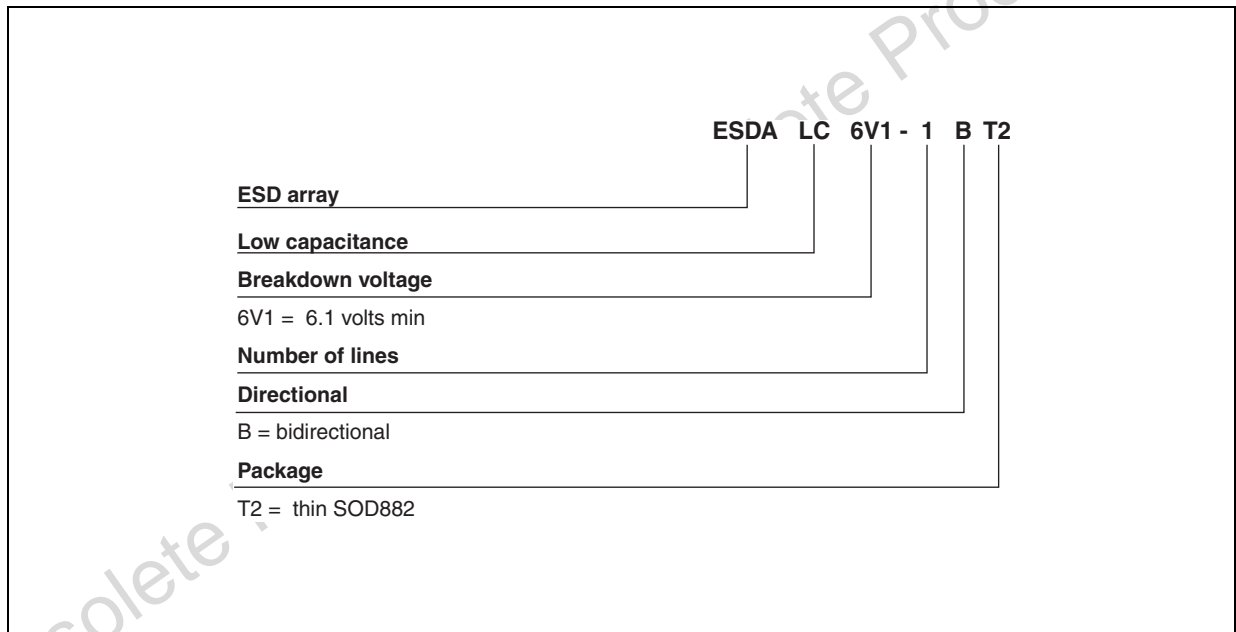 ESDA LC 6V1 - 1 B T2
ESD array
Low capacitance
Breakdown voltage
6V1 = 6.1 volts min
Number of lines
Directional
B = bidirectional
Package
T2 = thin SOD882